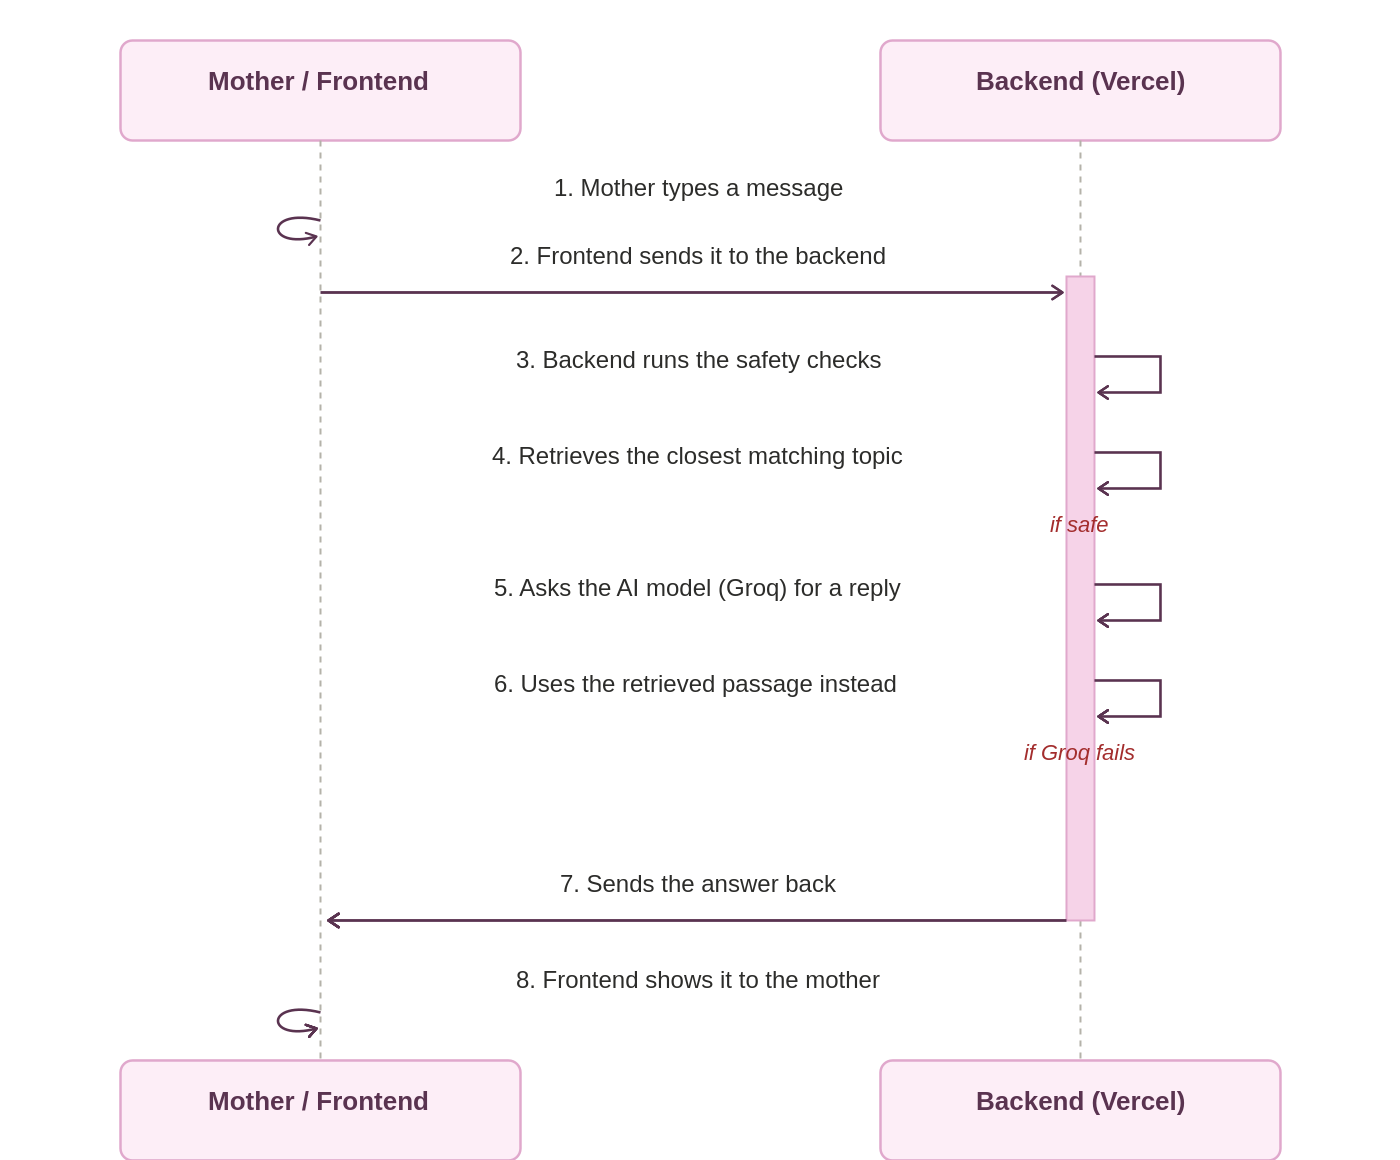 Mother / Frontend
Backend (Vercel)
1. Mother types a message
2. Frontend sends it to the backend
3. Backend runs the safety checks
4. Retrieves the closest matching topic
if safe
5. Asks the AI model (Groq) for a reply
6. Uses the retrieved passage instead
if Groq fails
7. Sends the answer back
8. Frontend shows it to the mother
Mother / Frontend
Backend (Vercel)